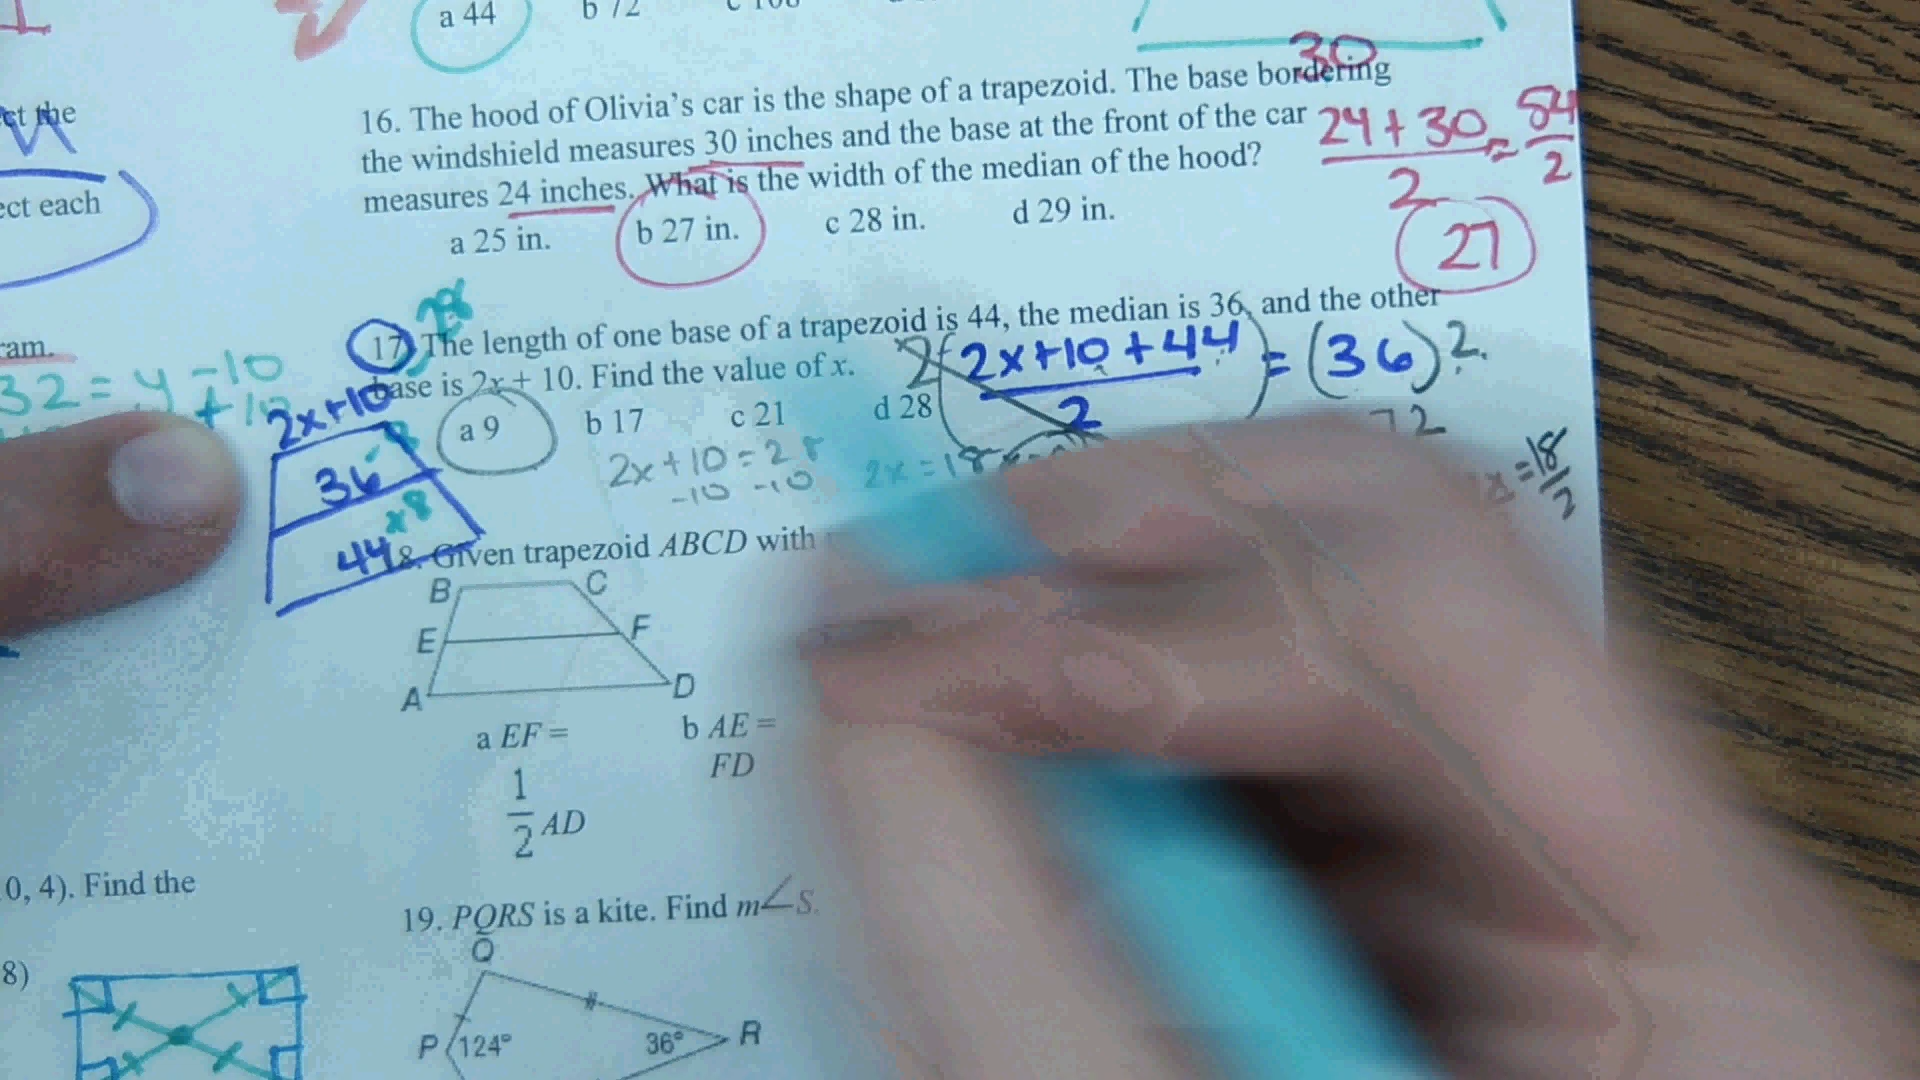 a 44
b 72
30
16. The hood of Olivia's car is the shape of a trapezoid. The base bordering
the windshield measures 30 inches and the base at the front of the car
measures 24 inches. What is the width of the median of the hood?
24 + 30 = 84
2 2
27
a 25 in. b 27 in. c 28 in. d 29 in.
ect each
28
17. The length of one base of a trapezoid is 44, the median is 36, and the other
base is 2x + 10. Find the value of x.
2(2x+10+44) = (36)2
2
72
a 9 b 17 c 21 d 28
2x+10=28
-10 -10
2x=18
x = 18
2
ram.
32 = y -10
2x+10
8
36
x8
44
8. Given trapezoid ABCD with
B C
E F
A D
a EF =
1
2 AD
b AE =
FD
0, 4). Find the
8)
19. PQRS is a kite. Find m∠S.
Q
P 124° 36° R